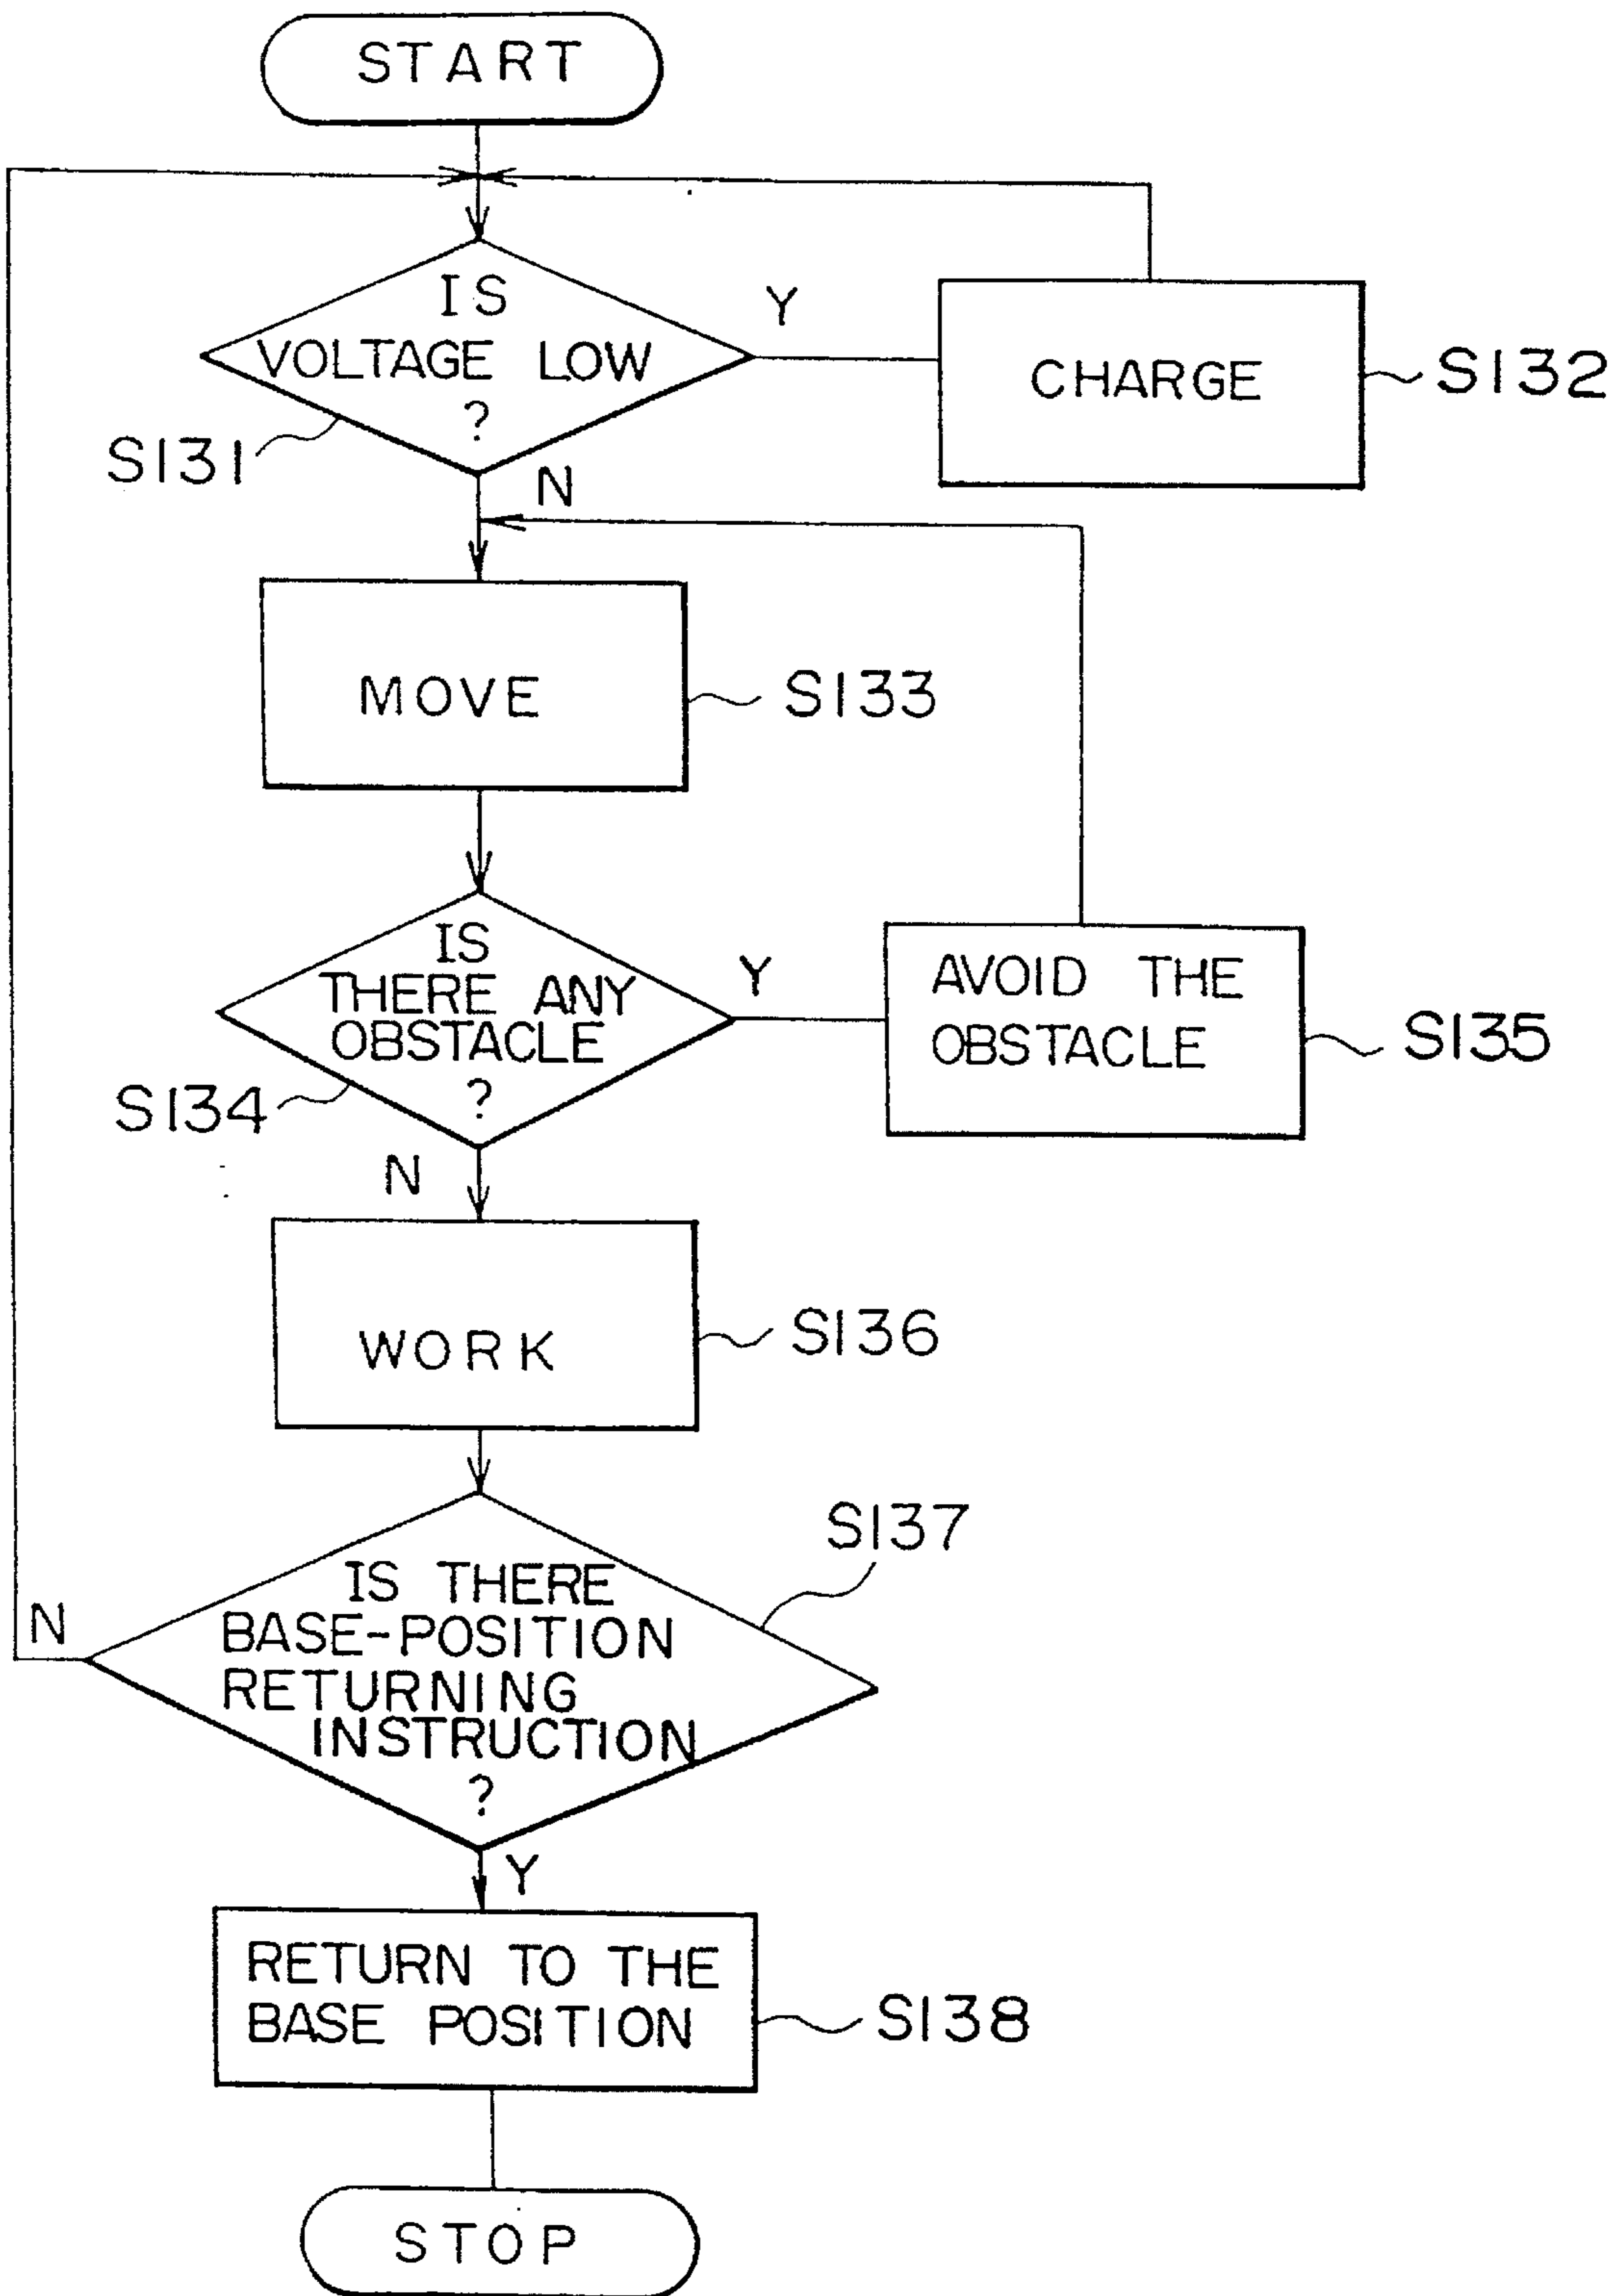 START
IS
VOLTAGE LOW
?
Y
CHARGE
S132
S131
N
MOVE
S133
IS
THERE ANY
OBSTACLE
?
Y
AVOID THE
OBSTACLE
S135
S134
N
WORK
S136
S137
IS THERE
BASE-POSITION
RETURNING
INSTRUCTION
?
N
Y
RETURN TO THE
BASE POSITION
S138
STOP